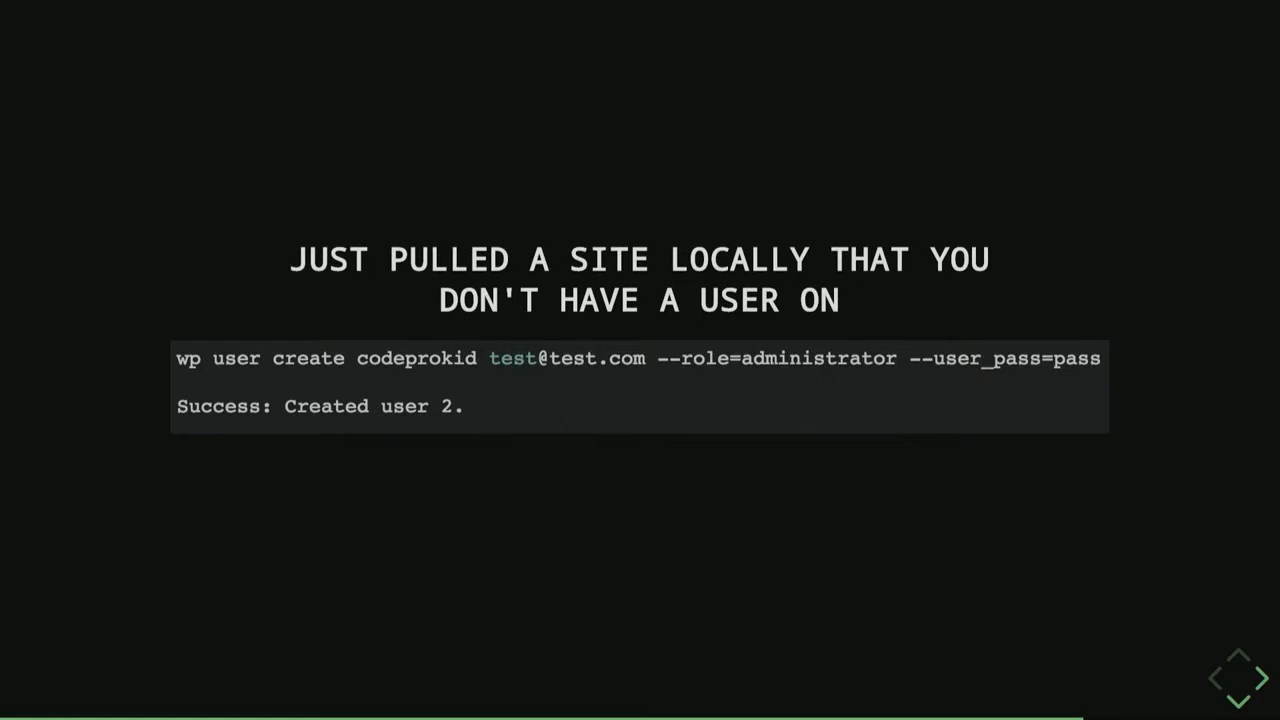 JUST PULLED A SITE LOCALLY THAT YOU
DON'T HAVE A USER ON
wp user create codeprokid test@test.com --role=administrator --user_pass=pass
Success: Created user 2.